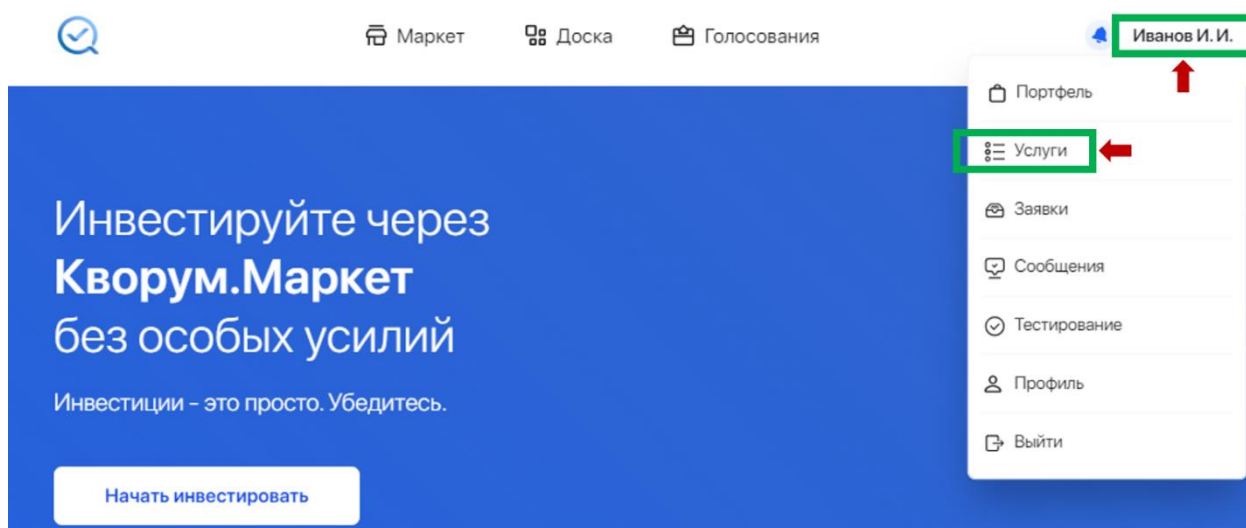 Маркет Доска Голосования Иванов И. И.
Портфель
Услуги
Заявки
Сообщения
Тестирование
Профиль
Выйти
Инвестируйте через
Кворум.Маркет
без особых усилий
Инвестиции – это просто. Убедитесь.
Начать инвестировать